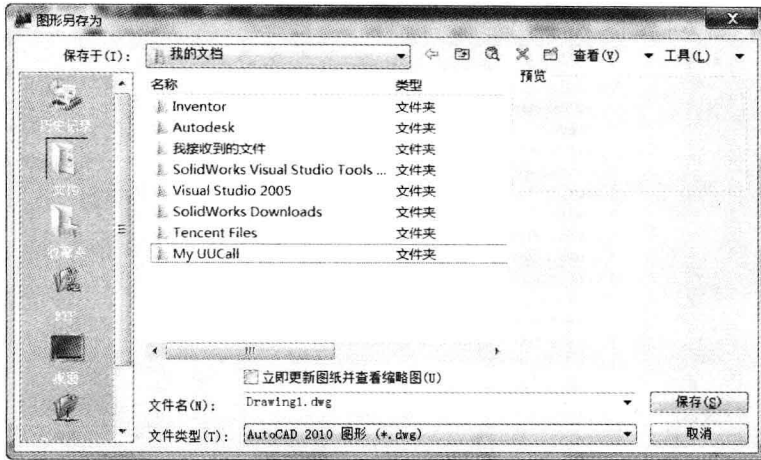 图形另存为
保存于(I): 我的文档 查看(V) 工具(L)
名称 类型 预览
Inventor 文件夹
Autodesk 文件夹
我接收到的文件 文件夹
SolidWorks Visual Studio Tools ... 文件夹
Visual Studio 2005 文件夹
SolidWorks Downloads 文件夹
Tencent Files 文件夹
My UUCall 文件夹
立即更新图纸并查看缩略图(U)
文件名(N): Drawing1.dwg 保存(S)
文件类型(T): AutoCAD 2010 图形 (*.dwg) 取消